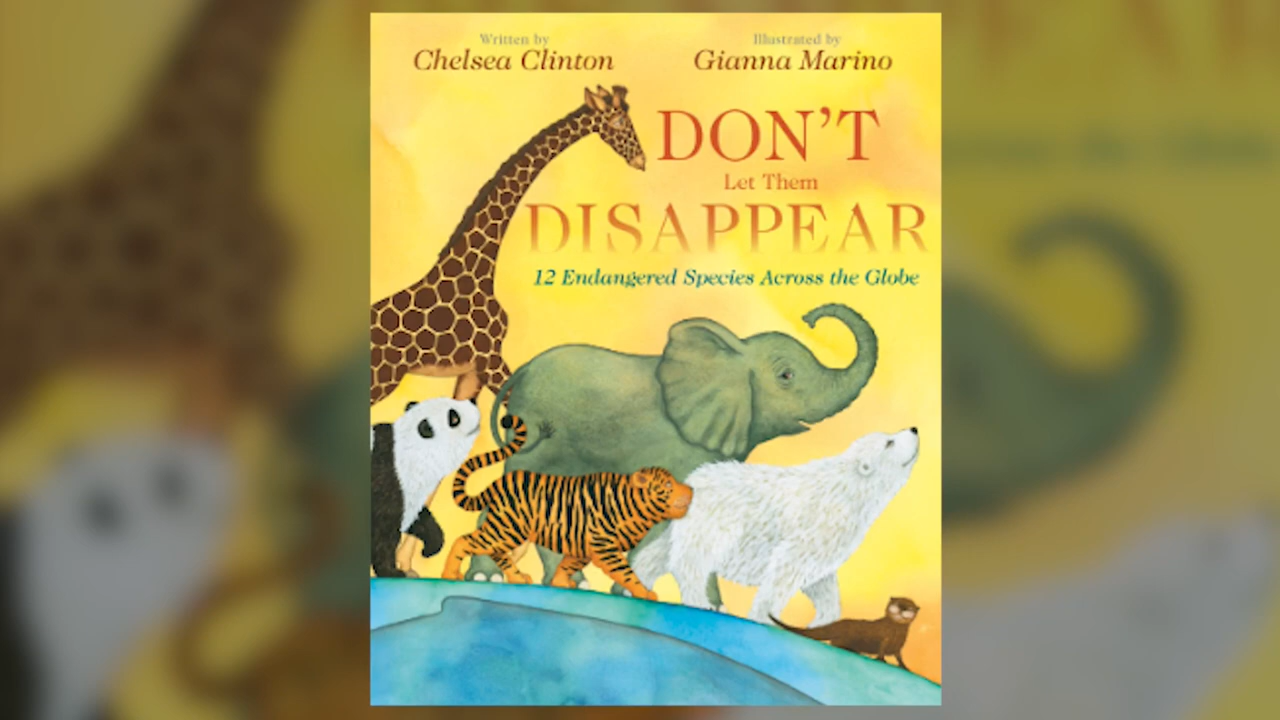 Written by
Chelsea Clinton
Illustrated by
Gianna Marino
DON'T
Let Them
DISAPPEAR
12 Endangered Species Across the Globe